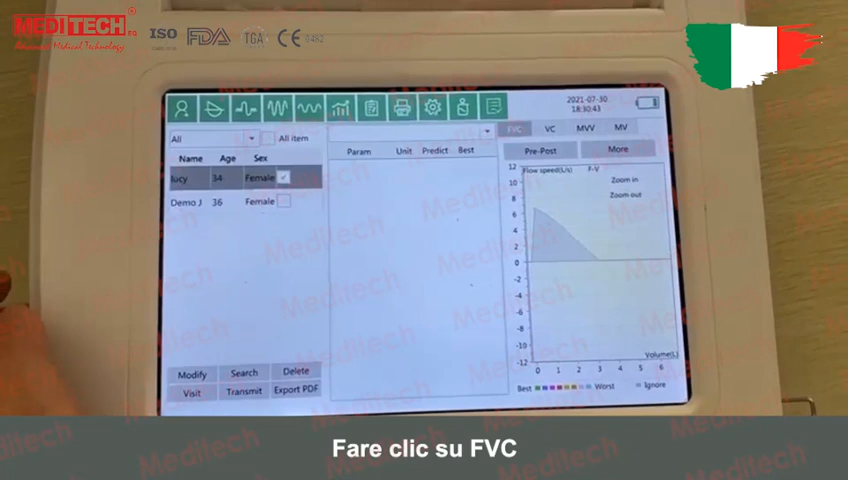 MEDITECH
EQ
Advanced Medical Technology
ISO
FDA
TGA
CE 0482
2021-07-30
18:30:43
All
All item
Name Age Sex
lucy 34 Female
Demo J 36 Female
Param Unit Predict Best
FVC VC MVV MV
Pre-Post More
Flow speed(L/s) F-V
Zoom in
Zoom out
12
10
8
6
4
2
0
-2
-4
-6
-8
-10
-12
Volume(L)
0 1 2 3 4 5 6
Best Worst Ignore
Modify Search Delete
Visit Transmit Export PDF
Fare clic su FVC
Meditech